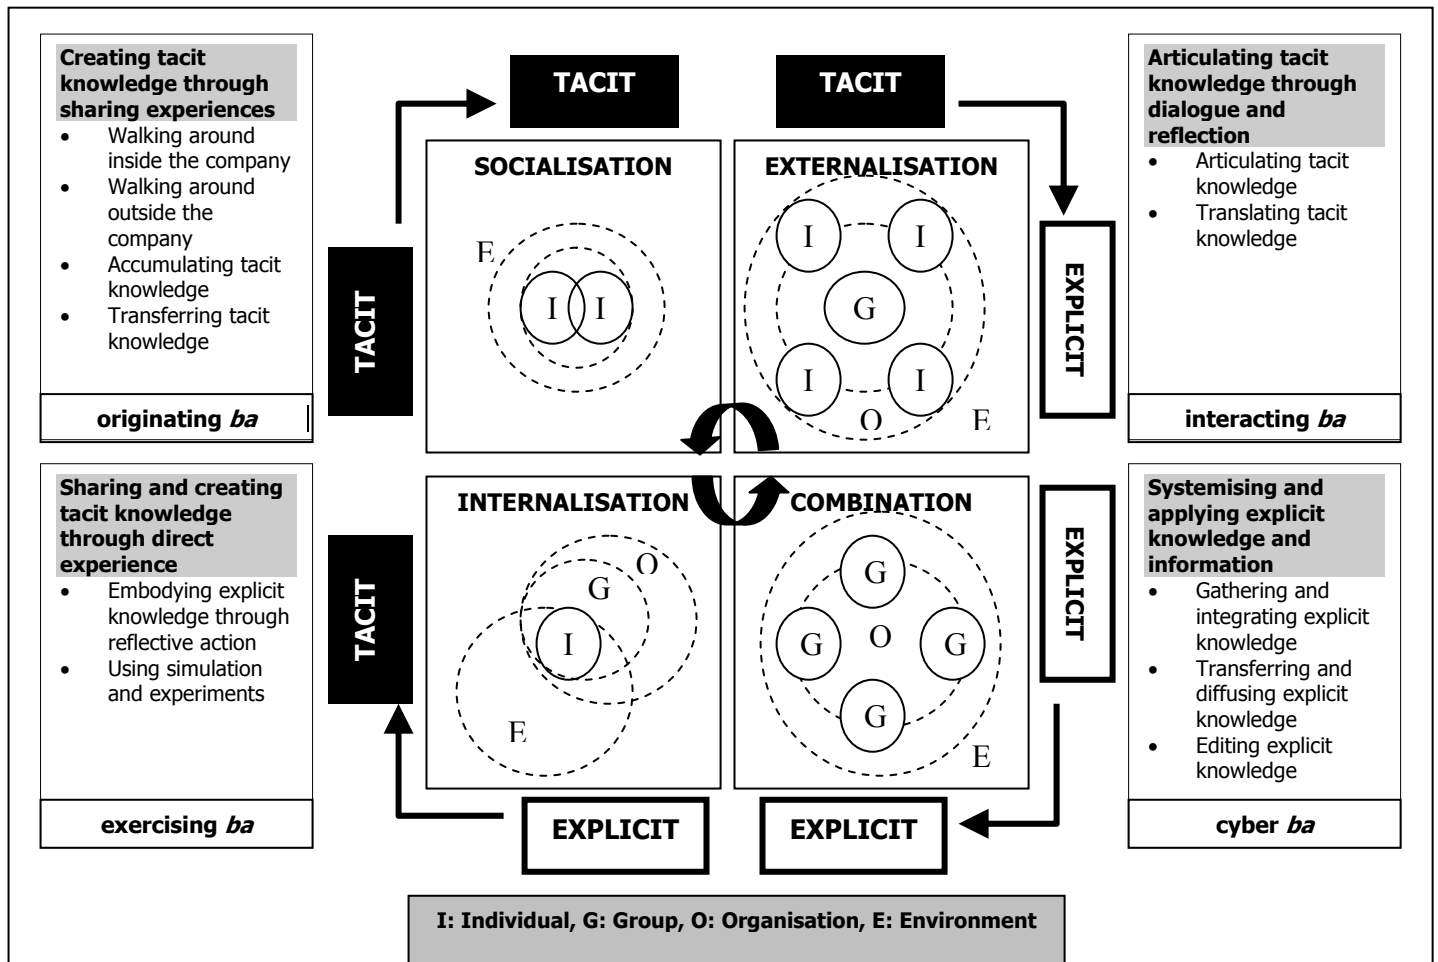 Creating tacit
knowledge through
sharing experiences
• Walking around
inside the company
• Walking around
outside the
company
• Accumulating tacit
knowledge
• Transferring tacit
knowledge
originating ba
TACIT
TACIT
TACIT
SOCIALISATION
E
I
I
EXTERNALISATION
I
I
G
I
I
O
E
EXPLICIT
Articulating tacit
knowledge through
dialogue and
reflection
• Articulating tacit
knowledge
• Translating tacit
knowledge
interacting ba
Sharing and creating
tacit knowledge
through direct
experience
• Embodying explicit
knowledge through
reflective action
• Using simulation
and experiments
exercising ba
TACIT
INTERNALISATION
O
G
I
E
COMBINATION
G
G
O
G
G
E
EXPLICIT
EXPLICIT
EXPLICIT
Systemising and
applying explicit
knowledge and
information
• Gathering and
integrating explicit
knowledge
• Transferring and
diffusing explicit
knowledge
• Editing explicit
knowledge
cyber ba
I: Individual, G: Group, O: Organisation, E: Environment